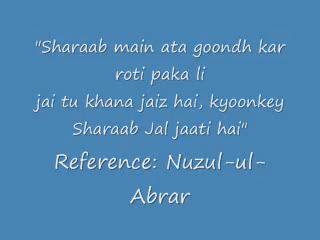 "Sharaab main ata goondh kar
roti paka li
jai tu khana jaiz hai, kyoonkey
Sharaab Jal jaati hai"
Reference: Nuzul-ul-
Abrar